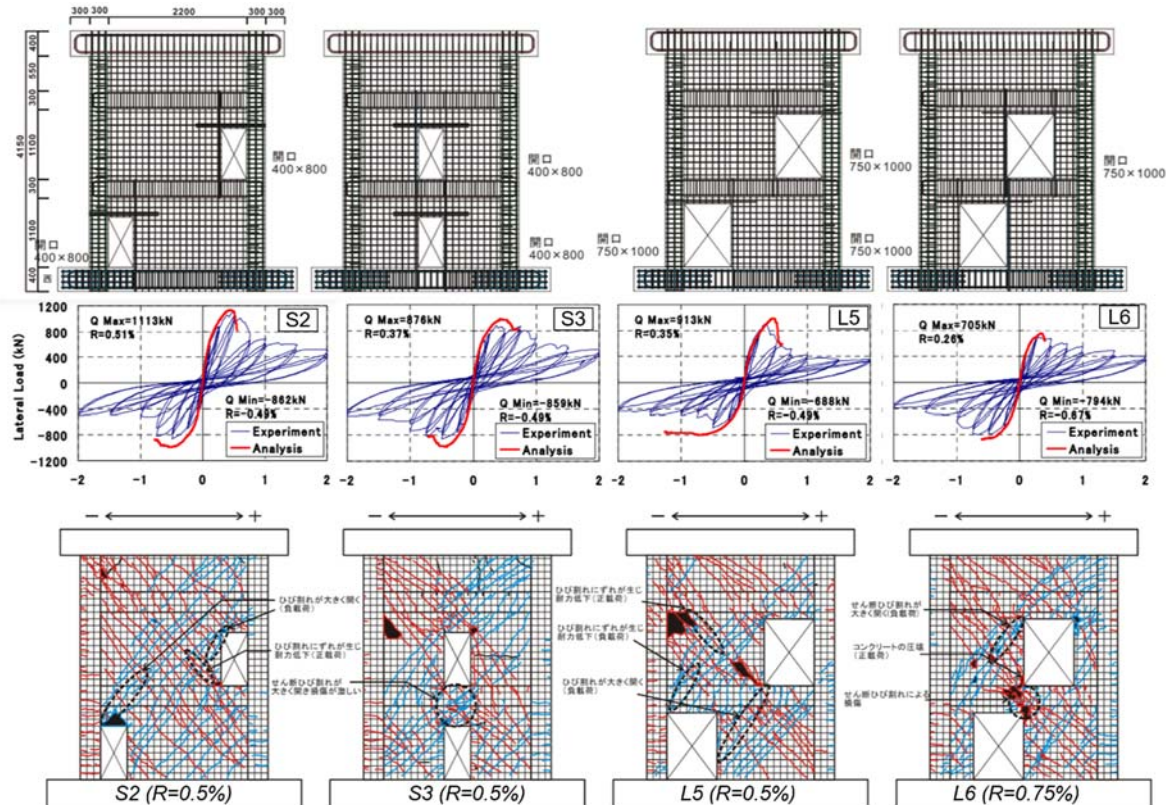 300 300 2200 300 300
400
550
300
1100
300
1100
400
4150
西
開口
400×800
開口
400×800
開口
400×800
開口
400×800
開口
750×1000
開口
750×1000
開口
750×1000
開口
750×1000
Lateral Load (kN)
1200
800
400
0
-400
-800
-1200
Q Max=1113kN
R=0.51%
S2
Q Min=-862kN
R=-0.49%
Experiment
Analysis
-2 -1 0 1 2
Q Max=876kN
R=0.37%
S3
Q Min=-859kN
R=-0.49%
Experiment
Analysis
-2 -1 0 1 2
Q Max=913kN
R=0.35%
L5
Q Min=-688kN
R=-0.49%
Experiment
Analysis
-2 -1 0 1 2
Q Max=705kN
R=0.26%
L6
Q Min=-794kN
R=-0.67%
Experiment
Analysis
-2 -1 0 1 2
− +
− +
− +
− +
ひび割れが大きく開く
(負載荷)
ひび割れにずれが生じ
耐力低下(正載荷)
せん断ひび割れが
大きく開き損傷が激しい
ひび割れにずれが生じ
耐力低下(正載荷)
ひび割れにずれが生じ
耐力低下(負載荷)
ひび割れが大きく開く
(負載荷)
せん断ひび割れが
大きく開く(負載荷)
コンクリートの圧壊
(正載荷)
せん断ひび割れによる
損傷
S2 (R=0.5%)
S3 (R=0.5%)
L5 (R=0.5%)
L6 (R=0.75%)